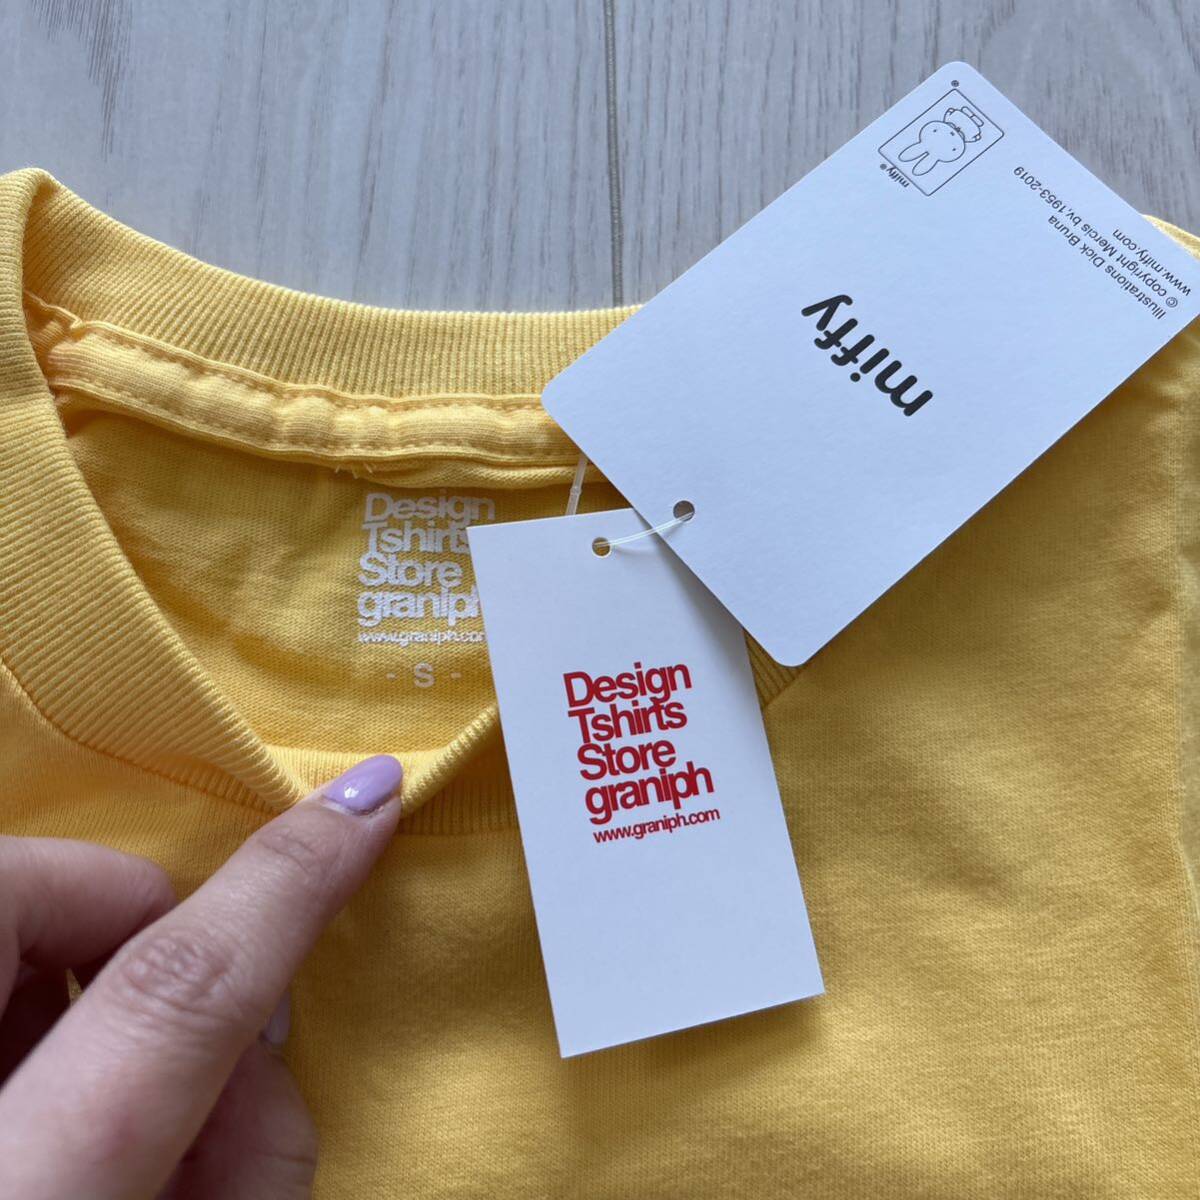 Design
Tshirts
Store
graniph
www.graniph.com
- S -
Design
Tshirts
Store
graniph
www.graniph.com
miffy
miffy®
®
Illustrations Dick Bruna
© copyright Mercis bv,1953-2019
www.miffy.com